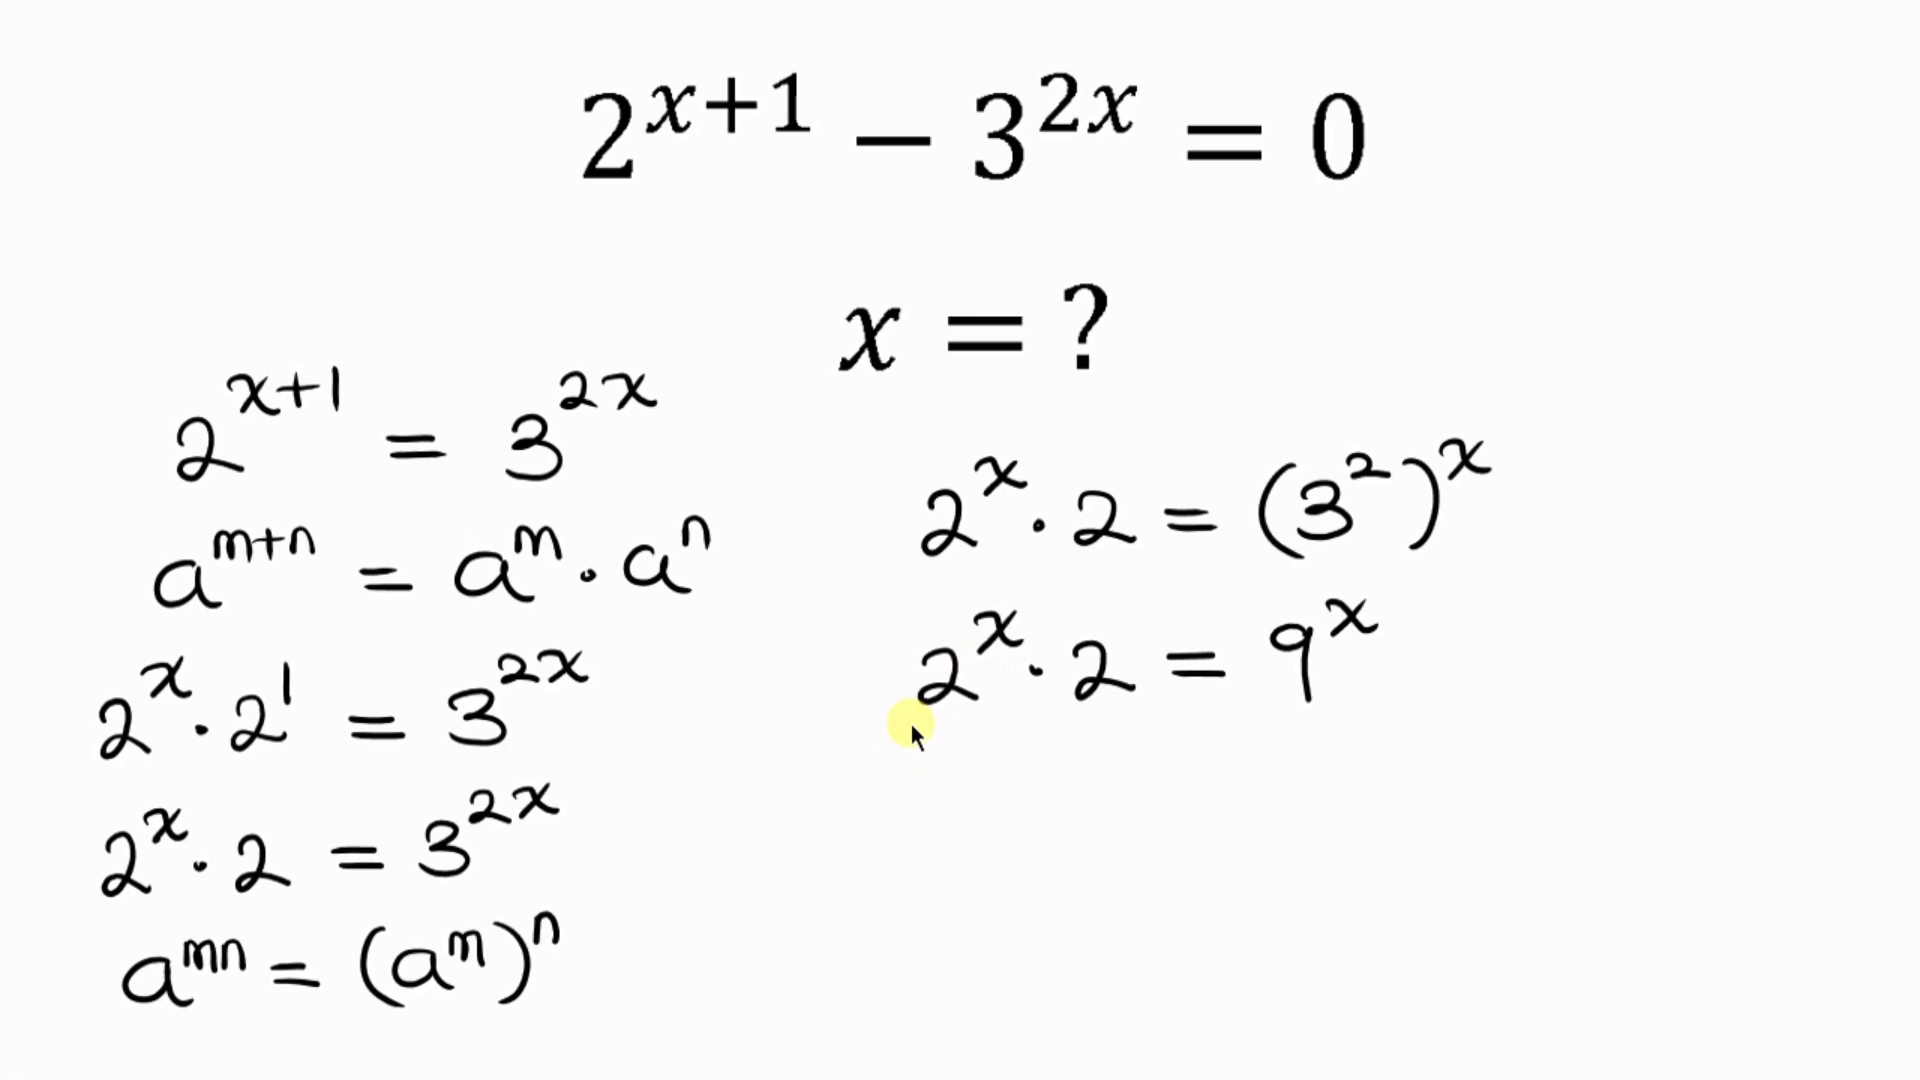 2^{x+1} − 3^{2x} = 0
x = ?
2^{x+1} = 3^{2x}
a^{m+n} = a^m · a^n
2^x · 2^1 = 3^{2x}
2^x · 2 = 3^{2x}
a^{mn} = (a^m)^n
2^x · 2 = (3^2)^x
2^x · 2 = 9^x